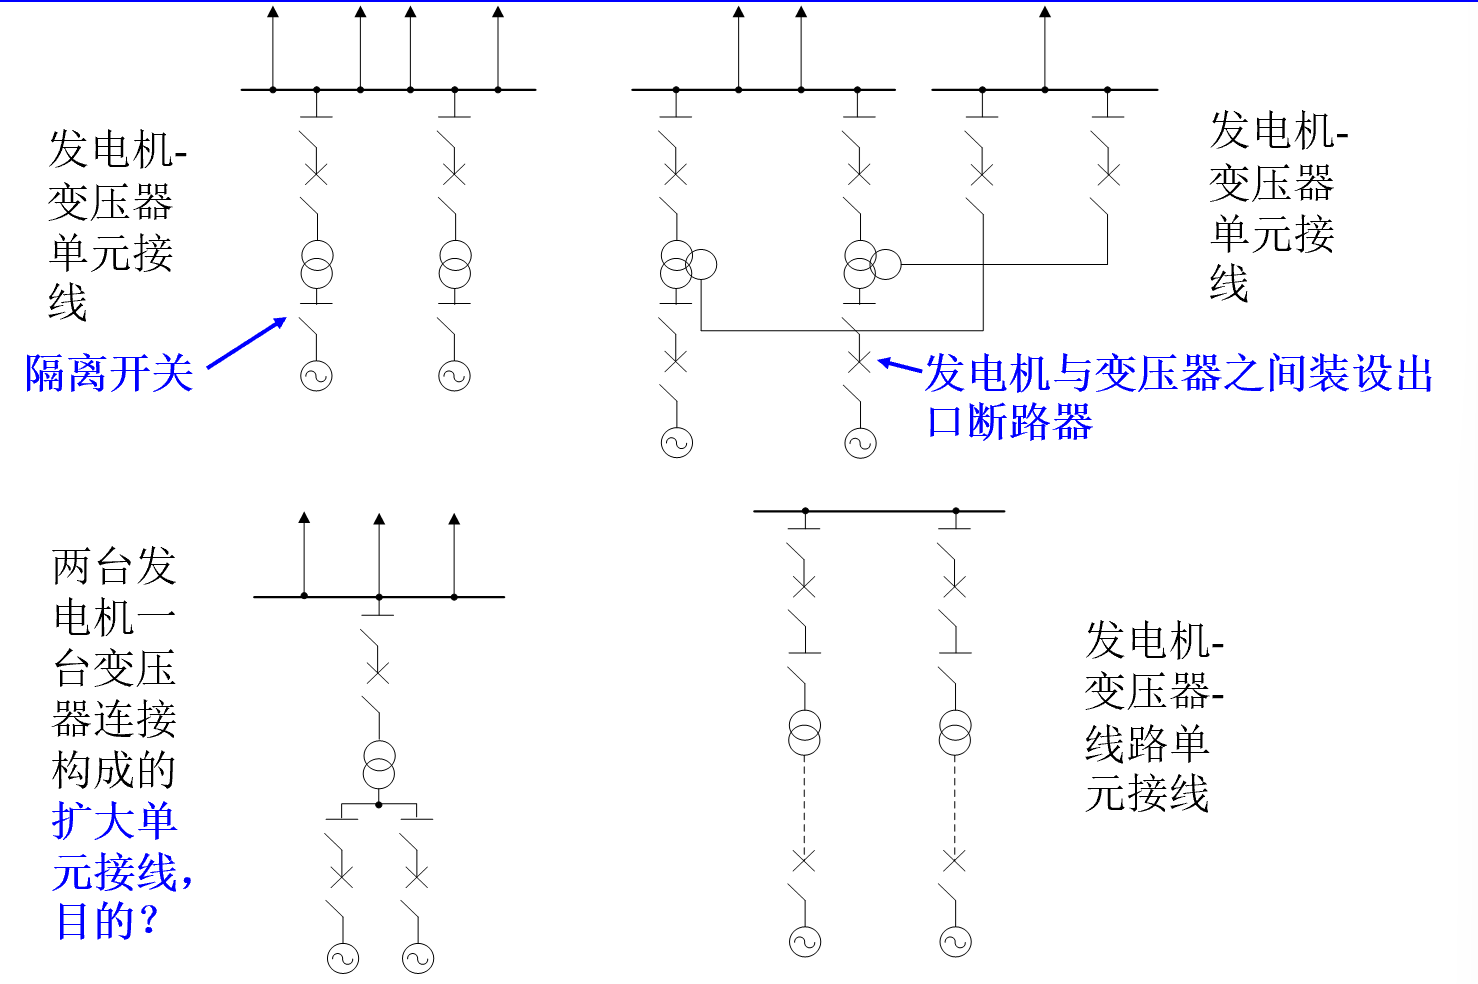 发电机-
变压器
单元接
线
隔离开关
发电机-
变压器
单元接
线
发电机与变压器之间装设出
口断路器
两台发
电机一
台变压
器连接
构成的
扩大单
元接线，
目的？
发电机-
变压器-
线路单
元接线